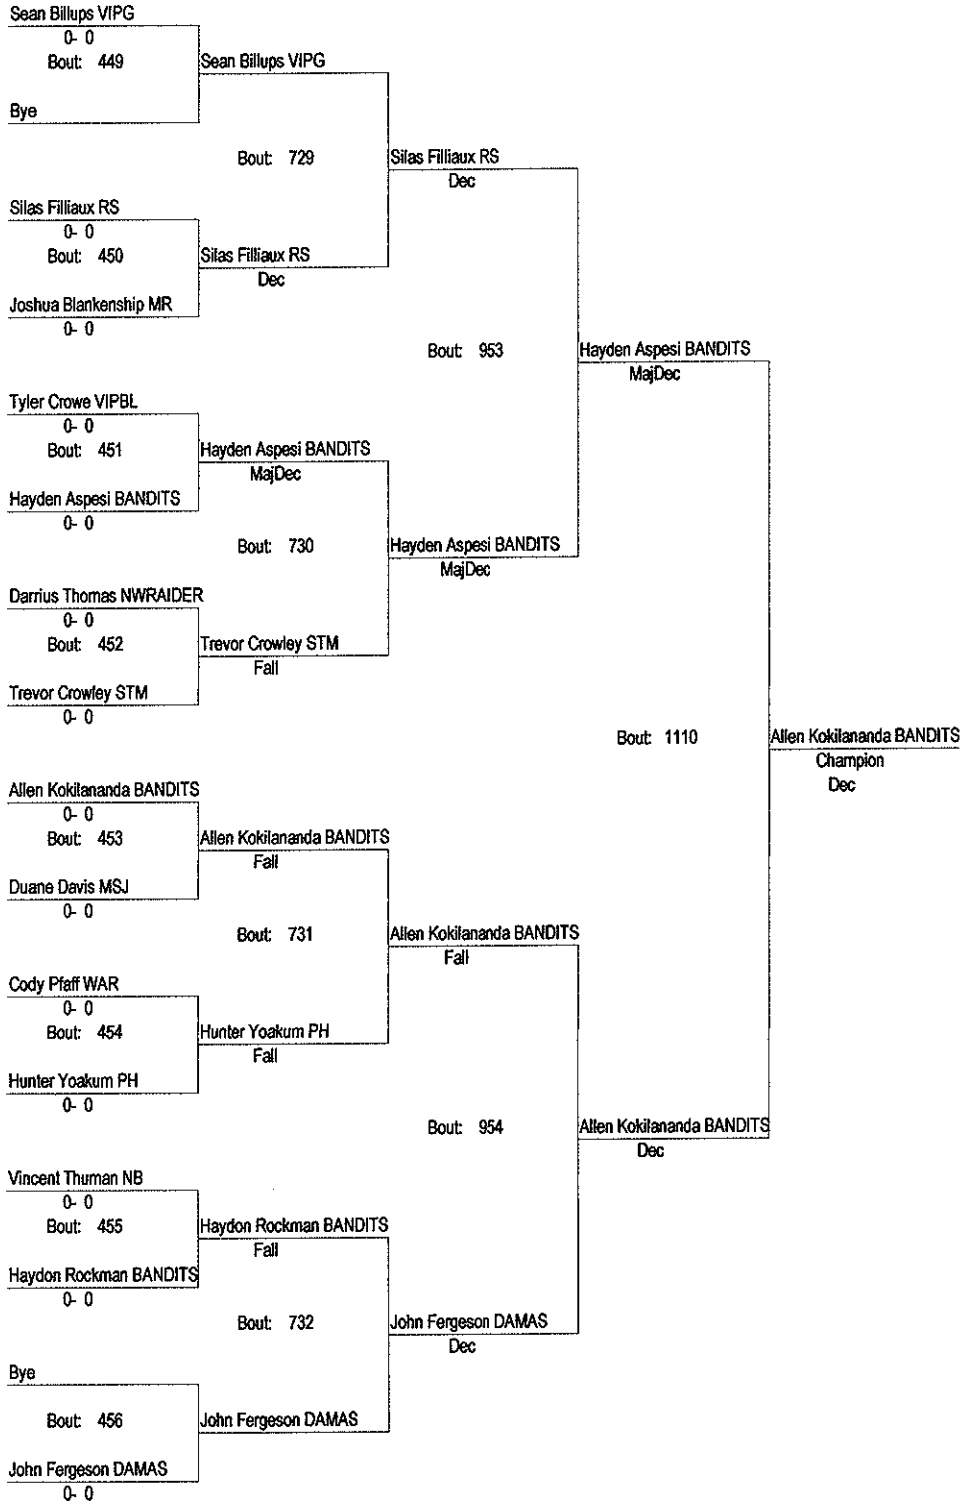 Sean Billups VIPG
0- 0
Bout: 449
Sean Billups VIPG
Bye
Bout: 729
Silas Filliaux RS
Dec
Silas Filliaux RS
0- 0
Bout: 450
Silas Filliaux RS
Dec
Joshua Blankenship MR
0- 0
Bout: 953
Hayden Aspesi BANDITS
MajDec
Tyler Crowe VIPBL
0- 0
Bout: 451
Hayden Aspesi BANDITS
MajDec
Hayden Aspesi BANDITS
0- 0
Bout: 730
Hayden Aspesi BANDITS
MajDec
Darrius Thomas NWRAIDER
0- 0
Bout: 452
Trevor Crowley STM
Fall
Trevor Crowley STM
0- 0
Bout: 1110
Allen Kokilananda BANDITS
Champion
Dec
Allen Kokilananda BANDITS
0- 0
Bout: 453
Allen Kokilananda BANDITS
Fall
Duane Davis MSJ
0- 0
Bout: 731
Allen Kokilananda BANDITS
Fall
Cody Pfaff WAR
0- 0
Bout: 454
Hunter Yoakum PH
Fall
Hunter Yoakum PH
0- 0
Bout: 954
Allen Kokilananda BANDITS
Dec
Vincent Thuman NB
0- 0
Bout: 455
Haydon Rockman BANDITS
Fall
Haydon Rockman BANDITS
0- 0
Bout: 732
John Fergeson DAMAS
Dec
Bye
Bout: 456
John Fergeson DAMAS
John Fergeson DAMAS
0- 0